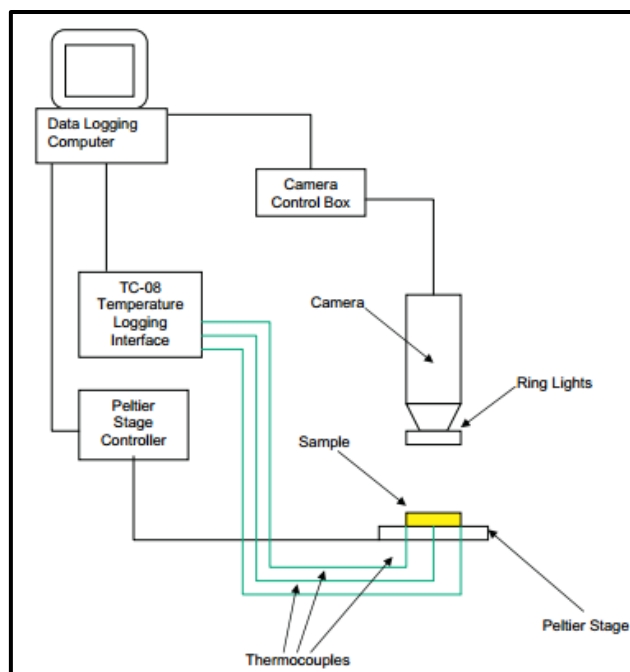 Data Logging
Computer
Camera
Control Box
TC-08
Temperature
Logging
Interface
Camera
Ring Lights
Peltier
Stage
Controller
Sample
Peltier Stage
Thermocouples